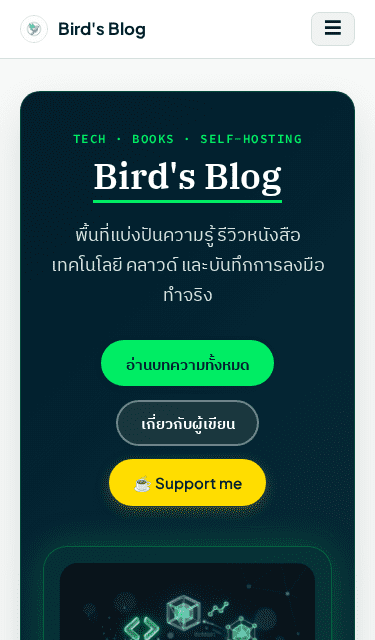 Bird's Blog
TECH · BOOKS · SELF-HOSTING
Bird's Blog
พื้นที่แบ่งปันความรู้ รีวิวหนังสือ
เทคโนโลยี คลาวด์ และบันทึกการลงมือ
ทำจริง
อ่านบทความทั้งหมด
เกี่ยวกับผู้เขียน
☕ Support me